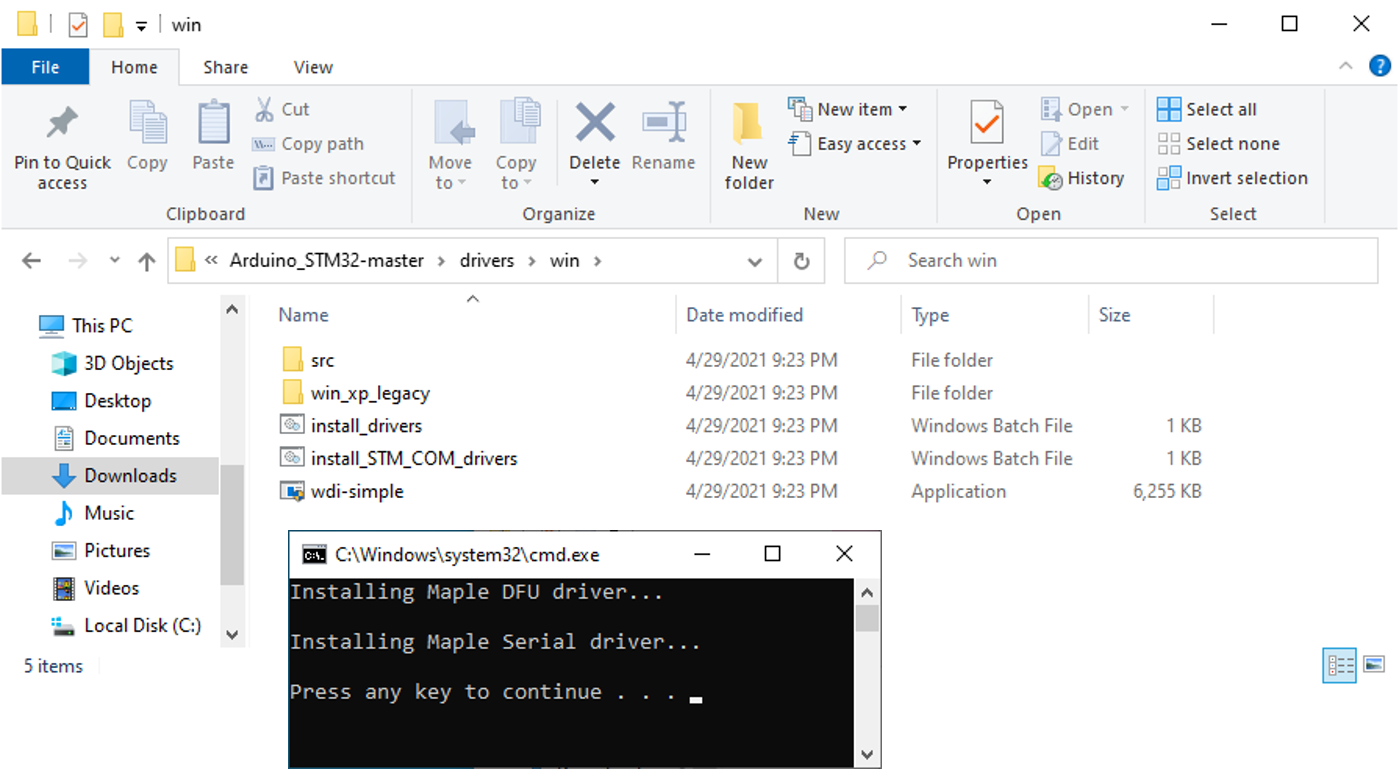 win
File Home Share View
Pin to Quick access
Copy
Paste
Cut
Copy path
Paste shortcut
Clipboard
Move to
Copy to
Delete
Rename
Organize
New folder
New item
Easy access
New
Properties
Open
Edit
History
Open
Select all
Select none
Invert selection
Select
« Arduino_STM32-master › drivers › win ›
Search win
This PC
3D Objects
Desktop
Documents
Downloads
Music
Pictures
Videos
Local Disk (C:)
Name Date modified Type Size
src 4/29/2021 9:23 PM File folder
win_xp_legacy 4/29/2021 9:23 PM File folder
install_drivers 4/29/2021 9:23 PM Windows Batch File 1 KB
install_STM_COM_drivers 4/29/2021 9:23 PM Windows Batch File 1 KB
wdi-simple 4/29/2021 9:23 PM Application 6,255 KB
C:\Windows\system32\cmd.exe
Installing Maple DFU driver...
Installing Maple Serial driver...
Press any key to continue . . .
5 items